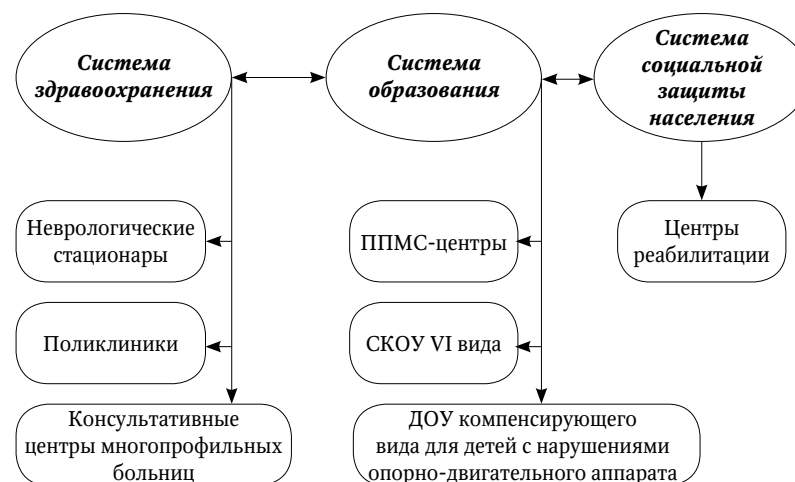 Система
здравоохранения
Система
образования
Система
социальной
защиты
населения
Неврологические
стационары
ППМС-центры
Центры
реабилитации
Поликлиники
СКОУ VI вида
Консультативные
центры многопрофильных
больниц
ДОУ компенсирующего
вида для детей с нарушениями
опорно-двигательного аппарата